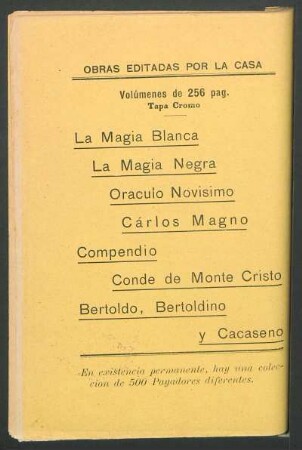 OBRAS EDITADAS POR LA CASA
Volúmenes de 256 pag.
Tapa Cromo
La Magia Blanca
La Magia Negra
Oraculo Novisimo
Cárlos Magno
Compendio
Conde de Monte Cristo
Bertoldo, Bertoldino
y Cacaseno
En existencia permanente, hay una colec-
cion de 500 Payadores diferentes.